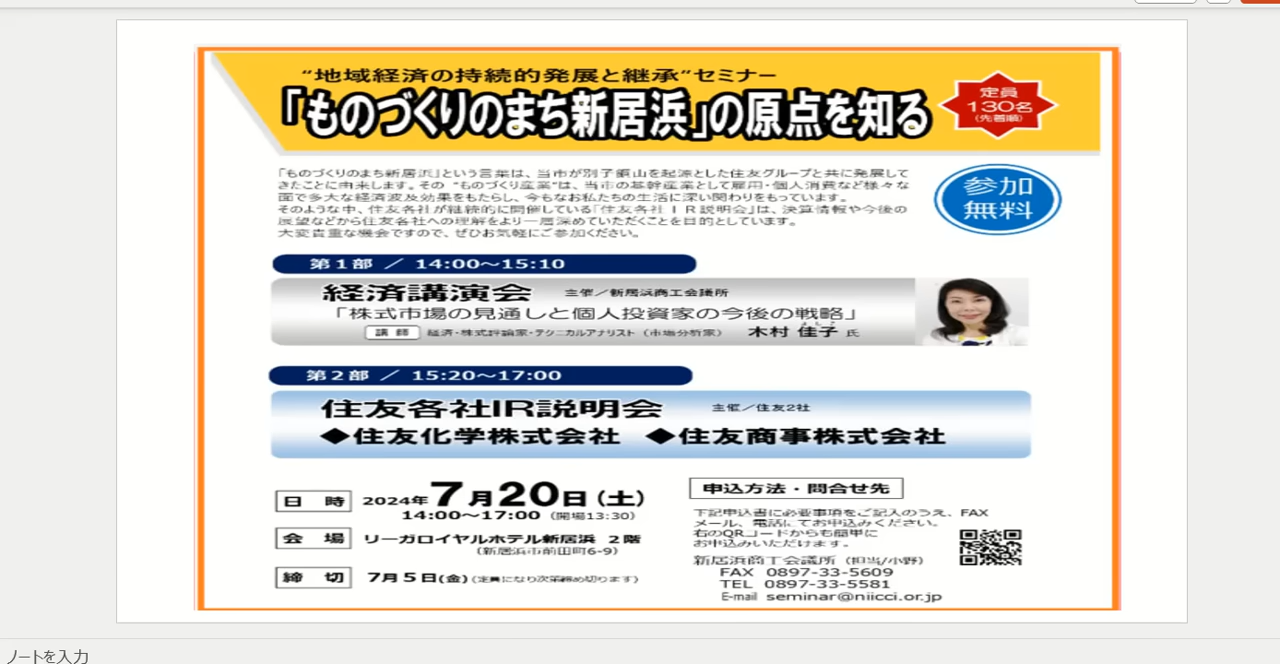 “地域経済の持続的発展と継承”セミナー
「ものづくりのまち新居浜」の原点を知る
定員
130名
(先着順)
「ものづくりのまち新居浜」という言葉は、当市が別子銅山を起源とした住友グループと共に発展して
きたことに由来します。その “ものづくり産業”は、当市の基幹産業として雇用・個人消費など様々な
面で多大な経済波及効果をもたらし、今もなお私たちの生活に深い関わりをもっています。
そのような中、住友各社が継続的に開催している「住友各社IR説明会」は、決算情報や今後の
展望などから住友各社への理解をより一層深めていただくことを目的としています。
大変貴重な機会ですので、ぜひお気軽にご参加ください。
参加
無料
第1部 / 14:00~15:10
経済講演会 主催/新居浜商工会議所
「株式市場の見通しと個人投資家の今後の戦略」
講師 経済・株式評論家・テクニカルアナリスト(市場分析家) 木村 佳子 氏
第2部 / 15:20~17:00
住友各社IR説明会 主催/住友2社
◆住友化学株式会社 ◆住友商事株式会社
日 時 2024年7月20日(土)
14:00~17:00(開場13:30)
会 場 リーガロイヤルホテル新居浜 2階
(新居浜市前田町6-9)
締 切 7月5日(金)(定員になり次第締め切ります)
申込方法・問合せ先
下記申込書に必要事項をご記入のうえ、FAX
メール、電話にてお申込みください。
右のQRコードからも簡単に
お申込みいただけます。
新居浜商工会議所(担当/小野)
FAX 0897-33-5609
TEL 0897-33-5581
E-mail seminar@niicci.or.jp
ノートを入力